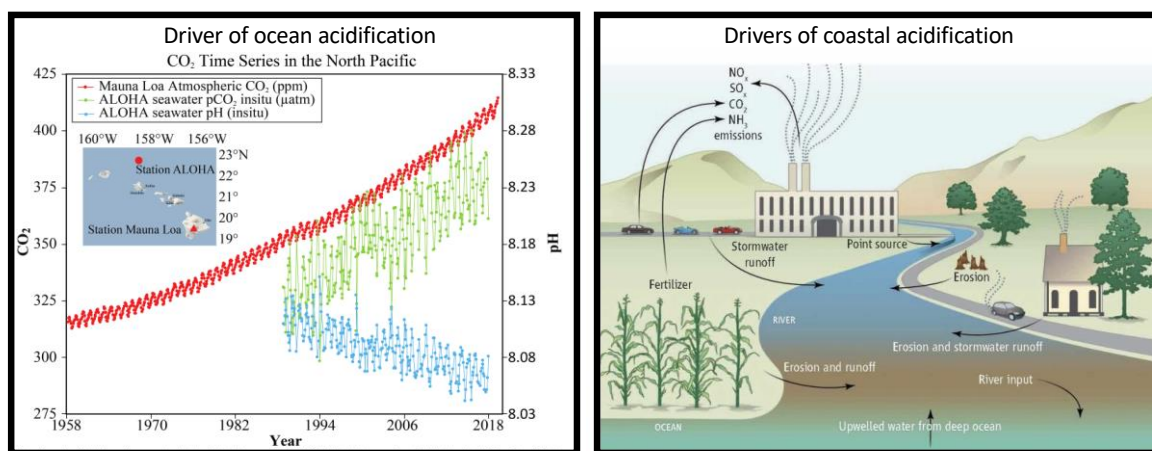 Driver of ocean acidification
CO₂ Time Series in the North Pacific
425
400
375
350
325
300
275
CO₂
8.33
8.28
8.23
8.18
8.13
8.08
8.03
pH
Mauna Loa Atmospheric CO₂ (ppm)
ALOHA seawater pCO₂ insitu (µatm)
ALOHA seawater pH (insitu)
160°W 158°W 156°W
23°N
Station ALOHA
22°
21°
20°
Station Mauna Loa
19°
1958 1970 1982 1994 2006 2018
Year
Drivers of coastal acidification
NOₓ
SOₓ
CO₂
NH₃
emissions
Stormwater
runoff
Point source
Fertilizer
Erosion
RIVER
Erosion and stormwater runoff
Erosion and runoff
River input
OCEAN
Upwelled water from deep ocean